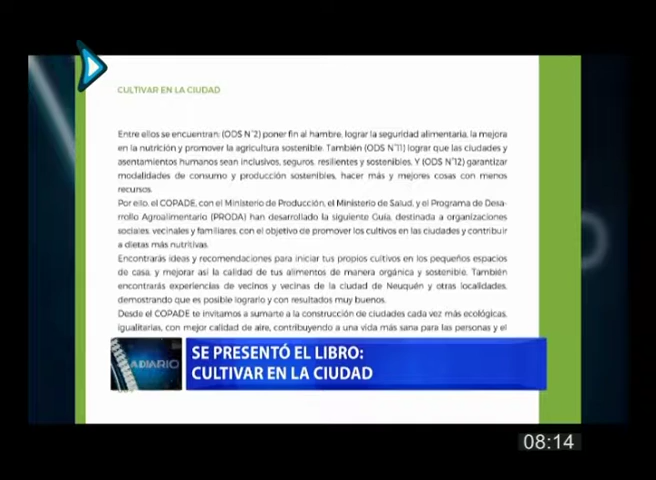 CULTIVAR EN LA CIUDAD
Entre ellos se encuentran: (ODS N°2) poner fin al hambre, lograr la seguridad alimentaria, la mejora
en la nutrición y promover la agricultura sostenible. También (ODS N°11) lograr que las ciudades y
asentamientos humanos sean inclusivos, seguros, resilientes y sostenibles. Y (ODS N°12) garantizar
modalidades de consumo y producción sostenibles, hacer más y mejores cosas con menos
recursos.
Por ello, el COPADE, con el Ministerio de Producción, el Ministerio de Salud, y el Programa de Desa-
rrollo Agroalimentario (PRODA) han desarrollado la siguiente Guía, destinada a organizaciones
sociales, vecinales y familiares, con el objetivo de promover los cultivos en las ciudades y contribuir
a dietas más nutritivas.
Encontrarás ideas y recomendaciones para iniciar tus propios cultivos en los pequeños espacios
de casa, y mejorar así la calidad de tus alimentos de manera orgánica y sostenible. También
encontrarás experiencias de vecinos y vecinas de la ciudad de Neuquén y otras localidades,
demostrando que es posible lograrlo y con resultados muy buenos.
Desde el COPADE te invitamos a sumarte a la construcción de ciudades cada vez más ecológicas,
igualitarias, con mejor calidad de aire, contribuyendo a una vida más sana para las personas y el
ADIARIO
SE PRESENTÓ EL LIBRO:
CULTIVAR EN LA CIUDAD
08:14